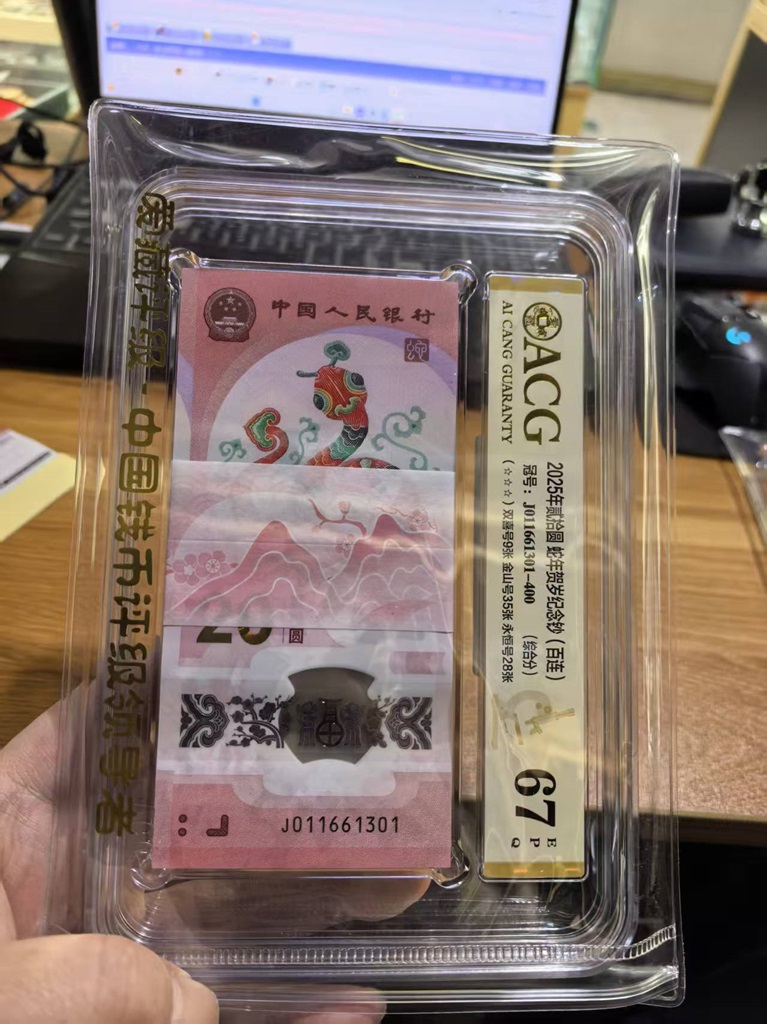 爱藏评级-中国钱币评级领导者
中国人民银行
20
圆
J011661301
ACG
AI CANG GUARANTY
2025年贰拾圆 蛇年贺岁纪念钞（百连）
冠号：J011661301-400
（综合分）
(☆☆☆) 双喜号9张 金山号35张 永恒号28张
67
E
P
Q